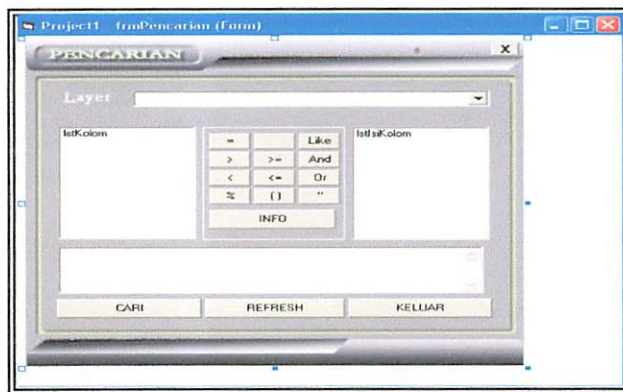 Project1 - frmPencarian (Form)
PENCARIAN
X
Layer
lstKolom
= Like
> >= And
< <= Or
% () "
INFO
lstIsiKolom
CARI REFRESH KELUAR